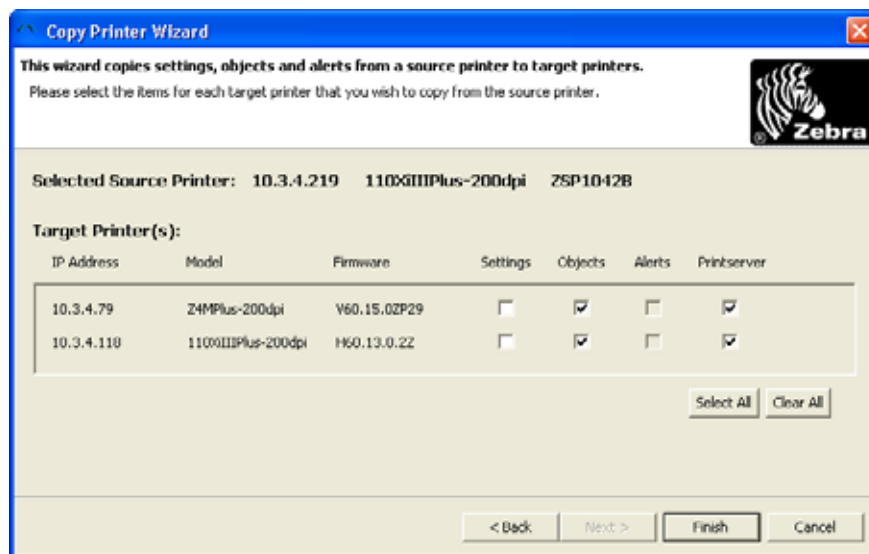 Copy Printer Wizard
This wizard copies settings, objects and alerts from a source printer to target printers.
Please select the items for each target printer that you wish to copy from the source printer.
Zebra
Selected Source Printer: 10.3.4.219 110XiIIIPlus-200dpi ZSP1042B
Target Printer(s):
IP Address Model Firmware Settings Objects Alerts Printserver
10.3.4.79 Z4MPlus-200dpi V60.15.0ZP29
10.3.4.118 110XiIIIPlus-200dpi H60.13.0.2Z
Select All Clear All
< Back Next > Finish Cancel